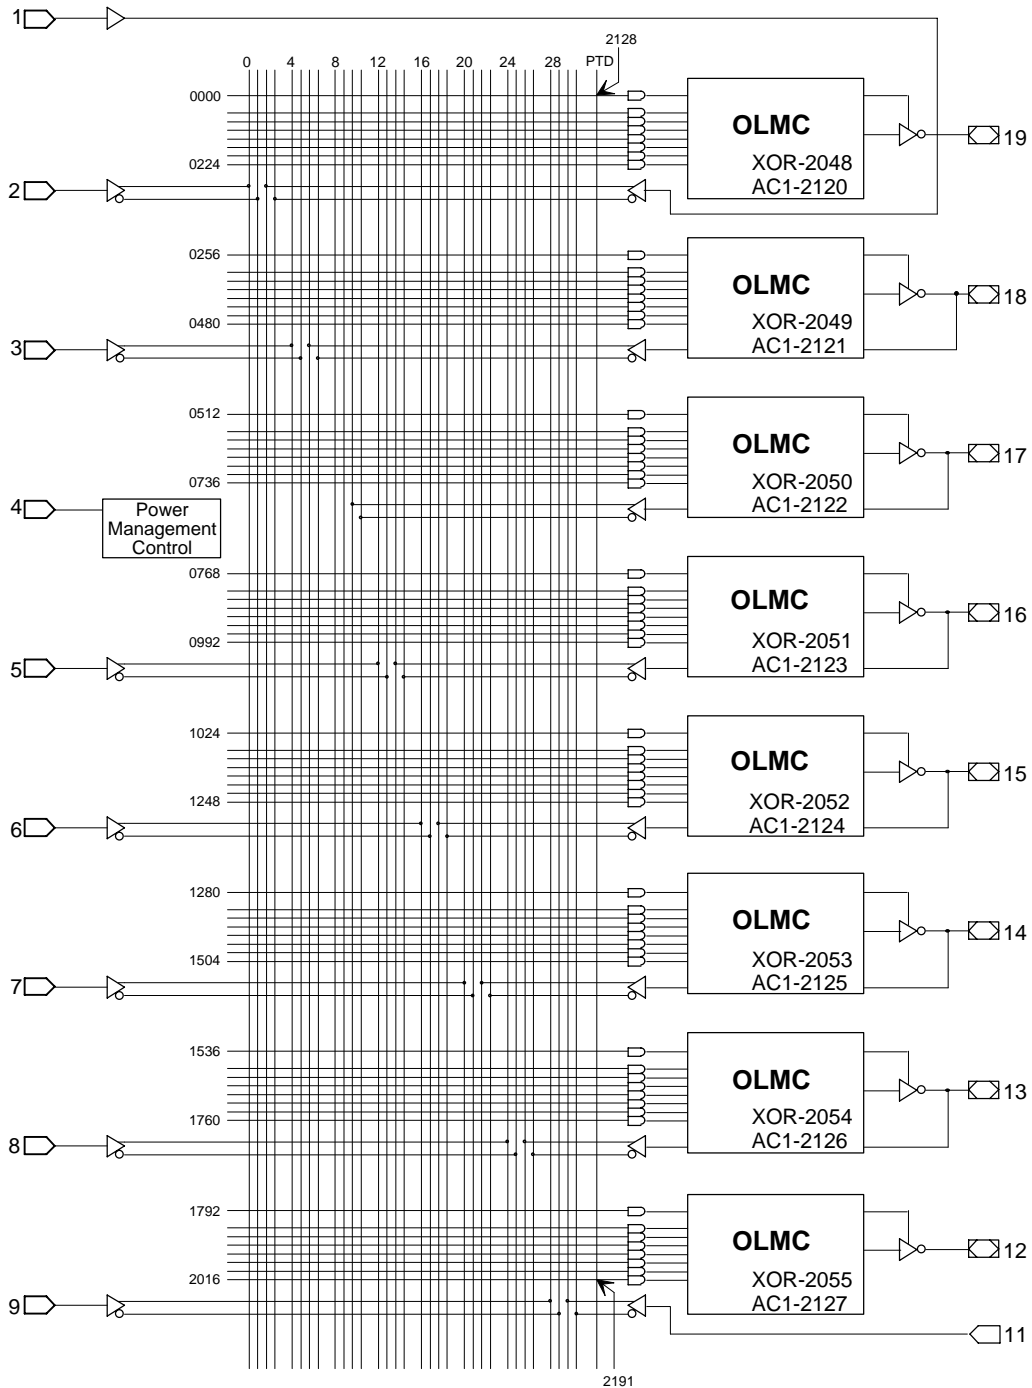 1
2128
0 4 8 12 16 20 24 28 PTD
0000
OLMC
19
0224
XOR-2048
2
AC1-2120
0256
OLMC
18
0480
XOR-2049
3
AC1-2121
0512
OLMC
17
0736
XOR-2050
4
Power
Management
Control
AC1-2122
0768
OLMC
16
0992
XOR-2051
5
AC1-2123
1024
OLMC
15
1248
XOR-2052
6
AC1-2124
1280
OLMC
14
1504
XOR-2053
7
AC1-2125
1536
OLMC
13
1760
XOR-2054
8
AC1-2126
1792
OLMC
12
2016
XOR-2055
9
AC1-2127
11
2191